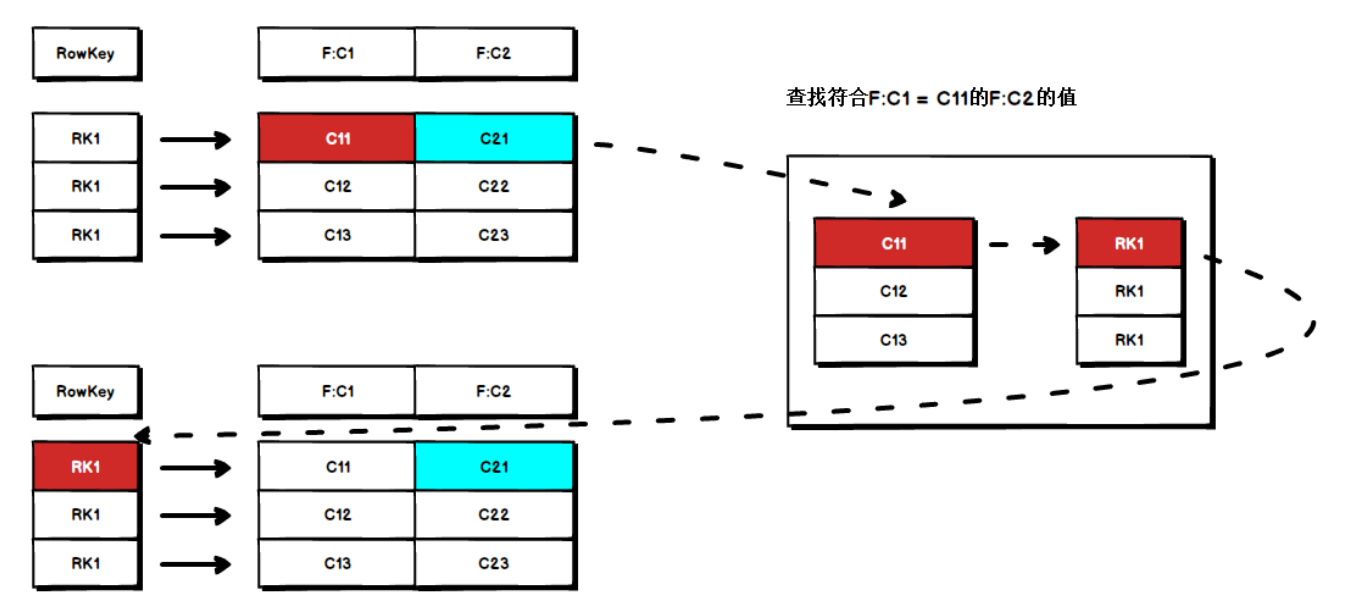 RowKey F:C1 F:C2
查找符合F:C1 = C11的F:C2的值
RK1 C11 C21
RK1 C12 C22
RK1 C13 C23
C11 RK1
C12 RK1
C13 RK1
RowKey F:C1 F:C2
RK1 C11 C21
RK1 C12 C22
RK1 C13 C23